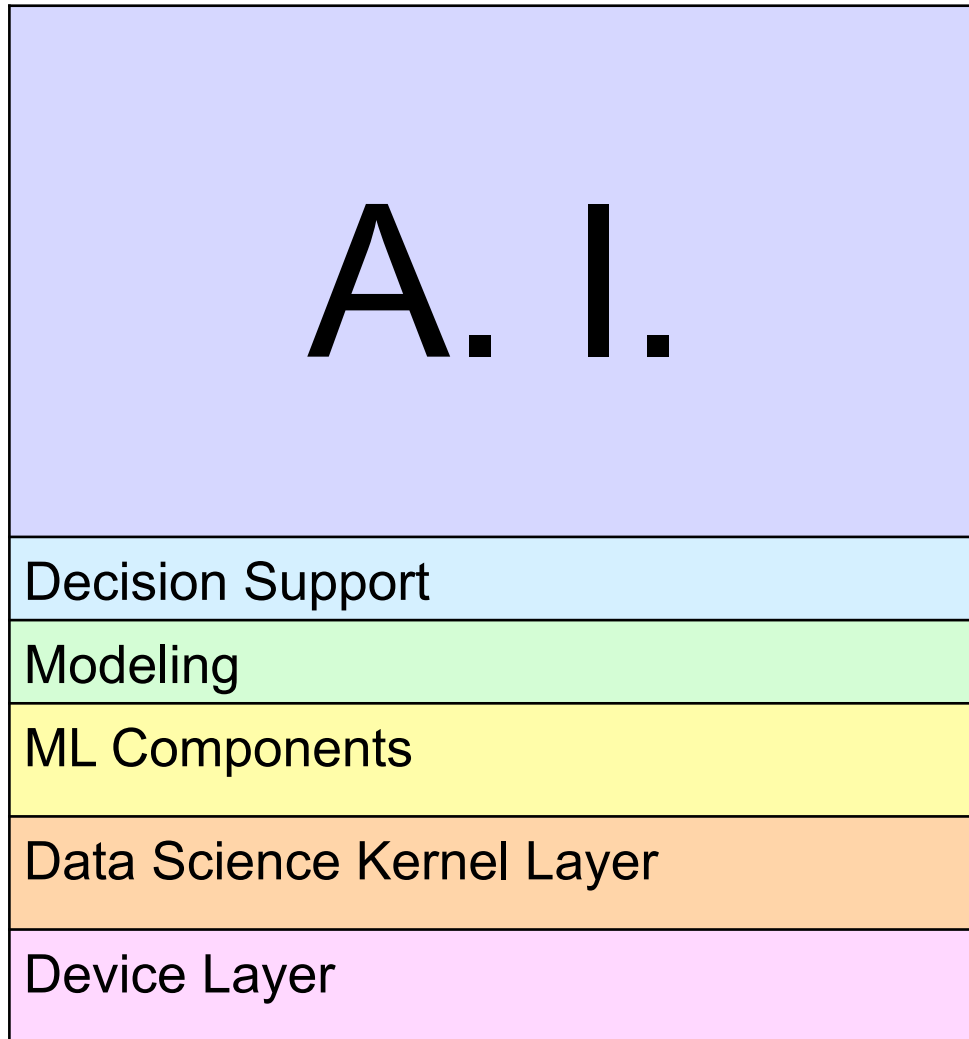 A. I.
Decision Support
Modeling
ML Components
Data Science Kernel Layer
Device Layer